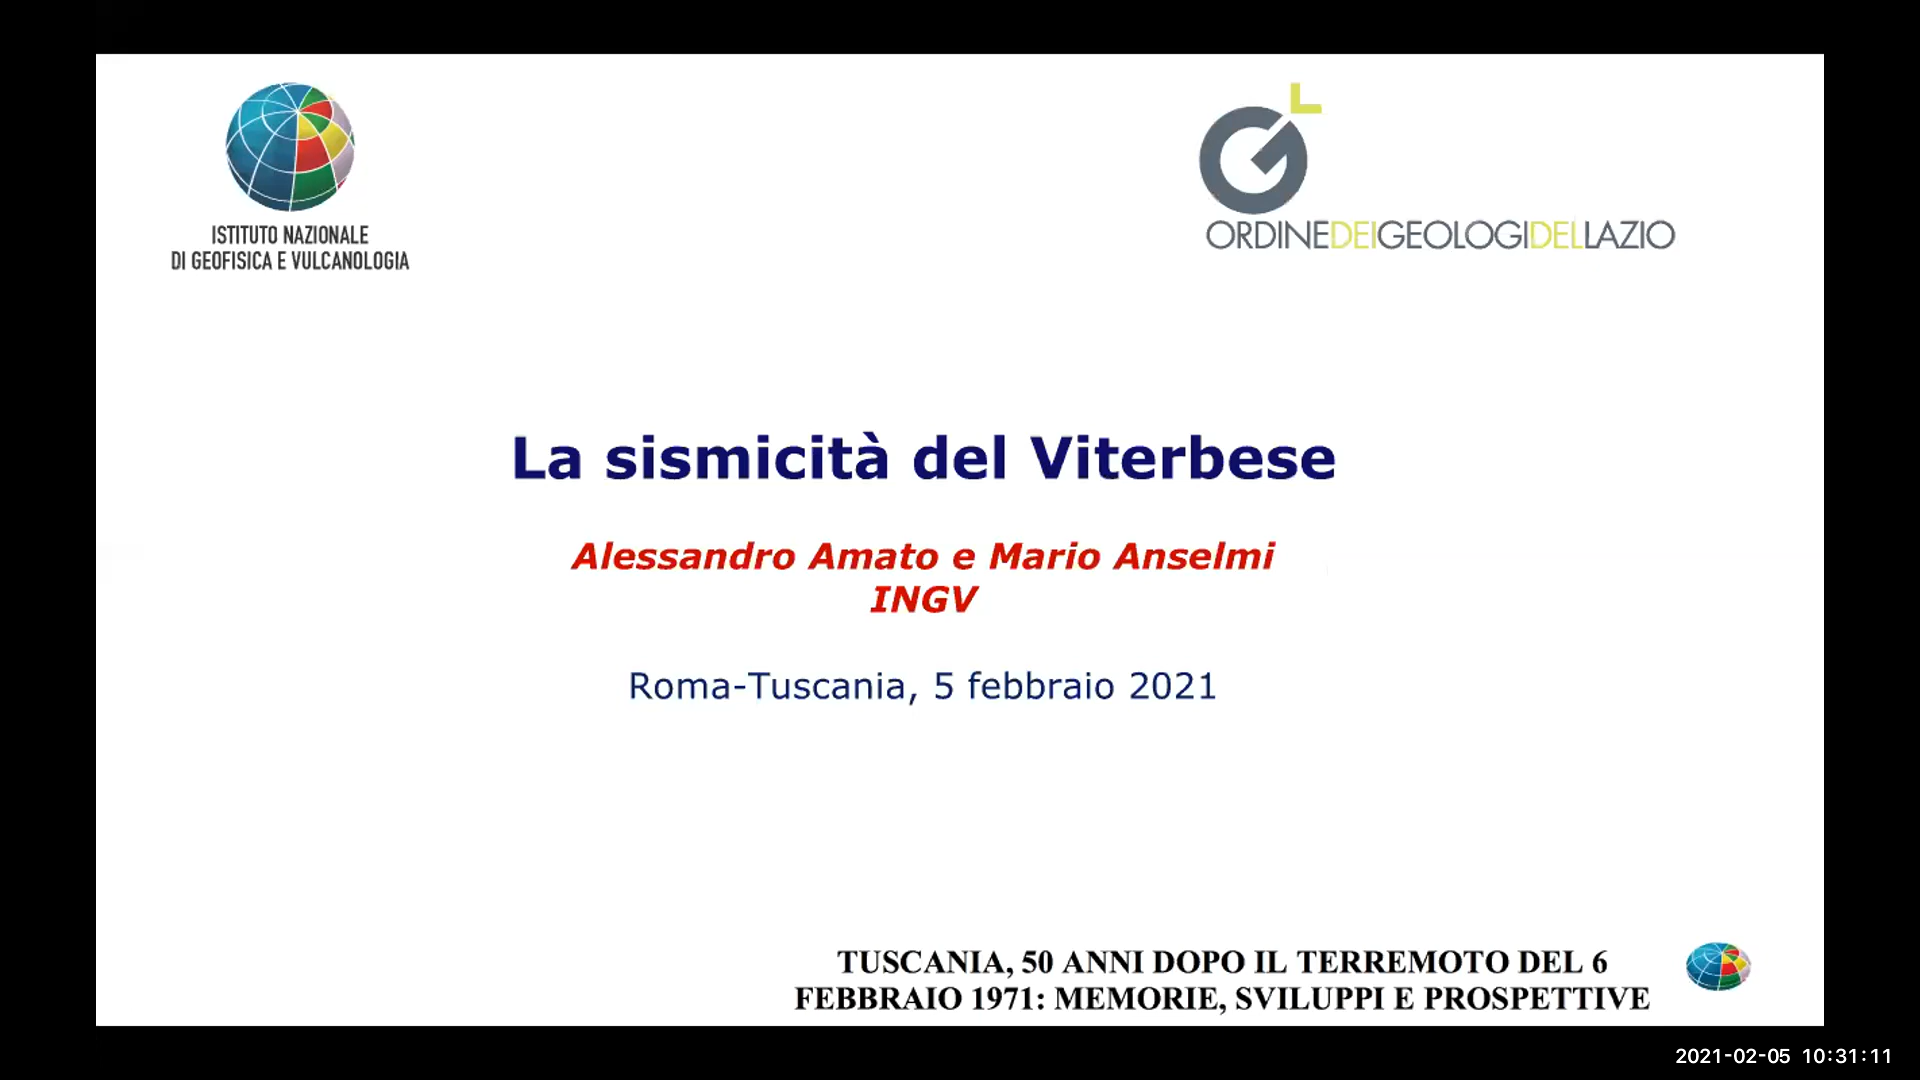 ISTITUTO NAZIONALE
DI GEOFISICA E VULCANOLOGIA
ORDINEDEIGEOLOGIDELLAZIO
La sismicità del Viterbese
Alessandro Amato e Mario Anselmi
INGV
Roma-Tuscania, 5 febbraio 2021
TUSCANIA, 50 ANNI DOPO IL TERREMOTO DEL 6
FEBBRAIO 1971: MEMORIE, SVILUPPI E PROSPETTIVE
2021-02-05 10:31:11